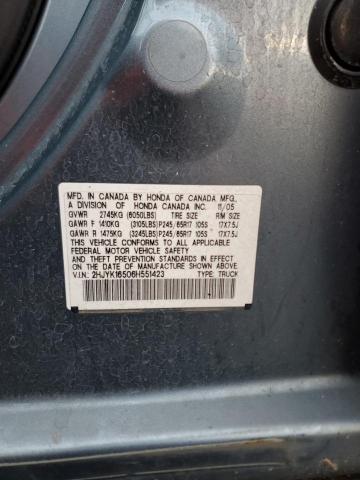 MFD. IN CANADA BY HONDA OF CANADA MFG.,
A DIVISION OF HONDA CANADA INC. 11/05
GVWR 2745KG (6050LBS) TIRE SIZE RIM SIZE
GAWR F 1410KG (3105LBS) P245/65R17 105S 17X7.5J
GAWR R 1475KG (3245LBS) P245/65R17 105S 17X7.5J
THIS VEHICLE CONFORMS TO ALL APPLICABLE
FEDERAL MOTOR VEHICLE SAFETY
AND THEFT PREVENTION STANDARDS IN EFFECT
ON THE DATE OF MANUFACTURE SHOWN ABOVE.
V.I.N: 2HJYK16506H551423 TYPE: TRUCK